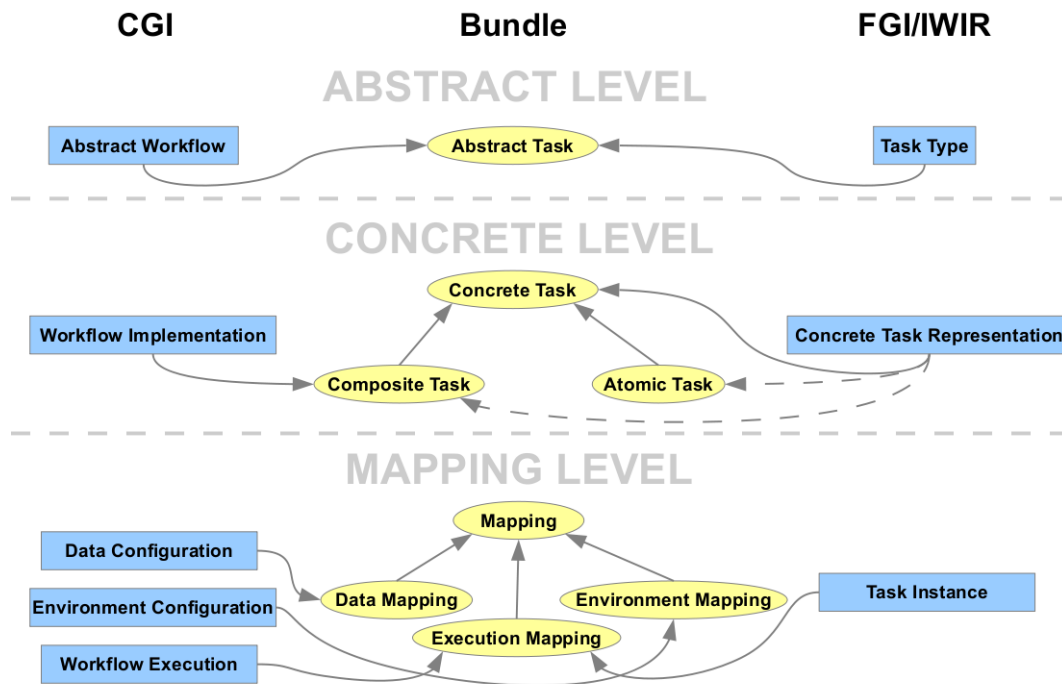 CGI
Bundle
FGI/IWIR
ABSTRACT LEVEL
Abstract Workflow
Abstract Task
Task Type
CONCRETE LEVEL
Concrete Task
Workflow Implementation
Concrete Task Representation
Composite Task
Atomic Task
MAPPING LEVEL
Mapping
Data Configuration
Data Mapping
Environment Mapping
Task Instance
Environment Configuration
Execution Mapping
Workflow Execution